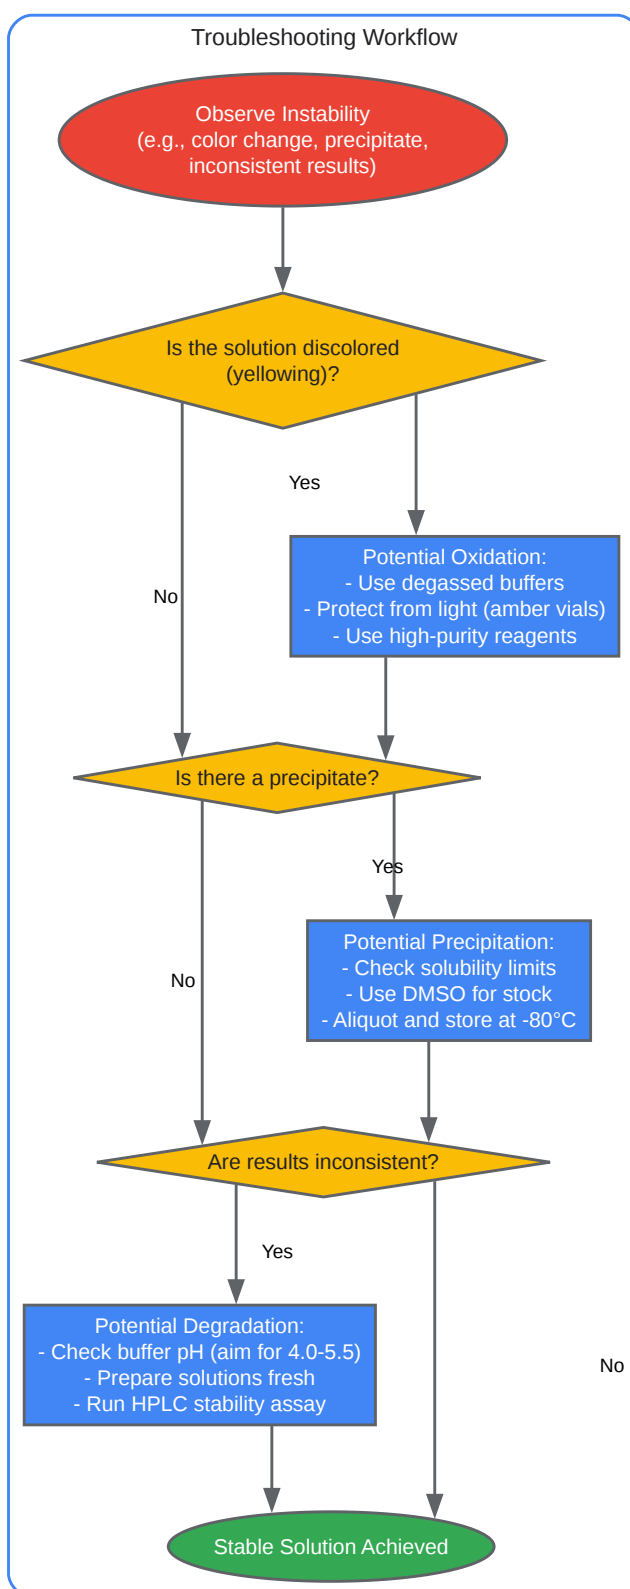 Troubleshooting Workflow
Observe Instability
(e.g., color change, precipitate,
inconsistent results)
Is the solution discolored
(yellowing)?
Yes
Potential Oxidation:
- Use degassed buffers
- Protect from light (amber vials)
- Use high-purity reagents
No
Is there a precipitate?
Yes
Potential Precipitation:
- Check solubility limits
- Use DMSO for stock
- Aliquot and store at -80°C
No
Are results inconsistent?
Yes
Potential Degradation:
- Check buffer pH (aim for 4.0-5.5)
- Prepare solutions fresh
- Run HPLC stability assay
No
Stable Solution Achieved